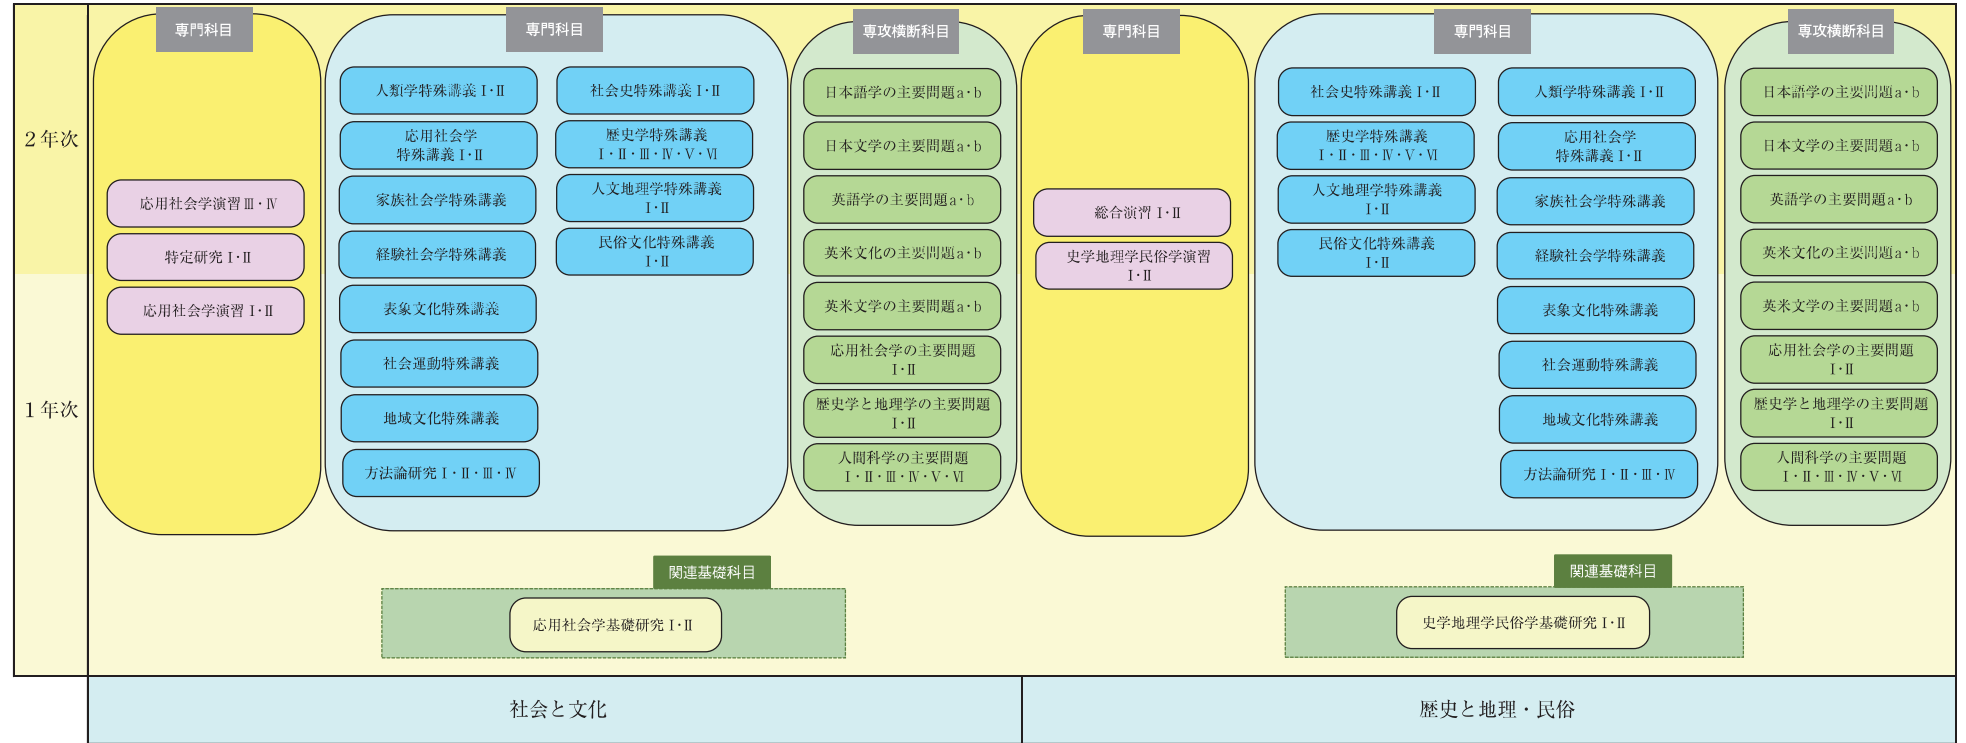 2年次
1年次
専門科目
応用社会学演習 Ⅲ・Ⅳ
特定研究 Ⅰ・Ⅱ
応用社会学演習 Ⅰ・Ⅱ
専門科目
人類学特殊講義 Ⅰ・Ⅱ
応用社会学
特殊講義 Ⅰ・Ⅱ
家族社会学特殊講義
経験社会学特殊講義
表象文化特殊講義
社会運動特殊講義
地域文化特殊講義
方法論研究 Ⅰ・Ⅱ・Ⅲ・Ⅳ
社会史特殊講義 Ⅰ・Ⅱ
歴史学特殊講義
Ⅰ・Ⅱ・Ⅲ・Ⅳ・Ⅴ・Ⅵ
人文地理学特殊講義
Ⅰ・Ⅱ
民俗文化特殊講義
Ⅰ・Ⅱ
専攻横断科目
日本語学の主要問題a・b
日本文学の主要問題a・b
英語学の主要問題a・b
英米文化の主要問題a・b
英米文学の主要問題a・b
応用社会学の主要問題
Ⅰ・Ⅱ
歴史学と地理学の主要問題
Ⅰ・Ⅱ
人間科学の主要問題
Ⅰ・Ⅱ・Ⅲ・Ⅳ・Ⅴ・Ⅵ
関連基礎科目
応用社会学基礎研究 Ⅰ・Ⅱ
社会と文化
専門科目
総合演習 Ⅰ・Ⅱ
史学地理学民俗学演習
Ⅰ・Ⅱ
専門科目
社会史特殊講義 Ⅰ・Ⅱ
歴史学特殊講義
Ⅰ・Ⅱ・Ⅲ・Ⅳ・Ⅴ・Ⅵ
人文地理学特殊講義
Ⅰ・Ⅱ
民俗文化特殊講義
Ⅰ・Ⅱ
人類学特殊講義 Ⅰ・Ⅱ
応用社会学
特殊講義 Ⅰ・Ⅱ
家族社会学特殊講義
経験社会学特殊講義
表象文化特殊講義
社会運動特殊講義
地域文化特殊講義
方法論研究 Ⅰ・Ⅱ・Ⅲ・Ⅳ
専攻横断科目
日本語学の主要問題a・b
日本文学の主要問題a・b
英語学の主要問題a・b
英米文化の主要問題a・b
英米文学の主要問題a・b
応用社会学の主要問題
Ⅰ・Ⅱ
歴史学と地理学の主要問題
Ⅰ・Ⅱ
人間科学の主要問題
Ⅰ・Ⅱ・Ⅲ・Ⅳ・Ⅴ・Ⅵ
関連基礎科目
史学地理学民俗学基礎研究 Ⅰ・Ⅱ
歴史と地理・民俗